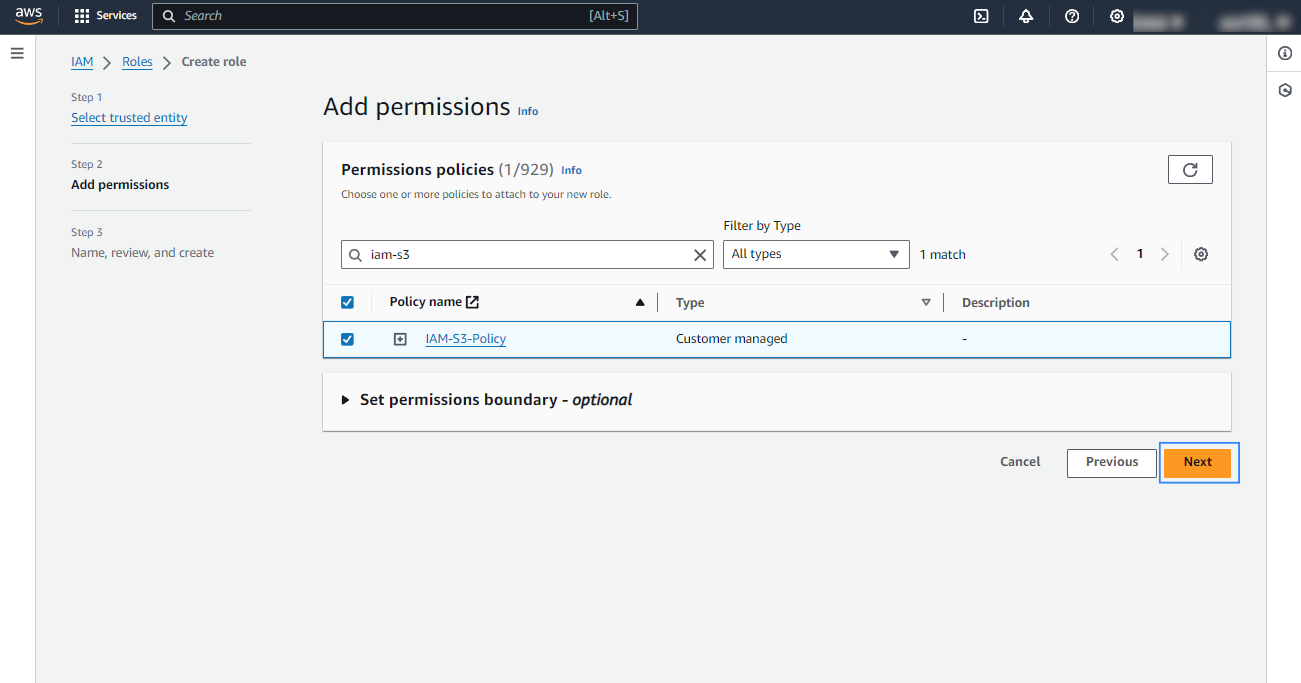 aws Services Search [Alt+S]
IAM Roles Create role
Step 1
Select trusted entity
Step 2
Add permissions
Step 3
Name, review, and create
Add permissions Info
Permissions policies (1/929) Info
Choose one or more policies to attach to your new role.
Filter by Type
iam-s3 All types 1 match 1
Policy name Type Description
IAM-S3-Policy Customer managed -
Set permissions boundary - optional
Cancel Previous Next